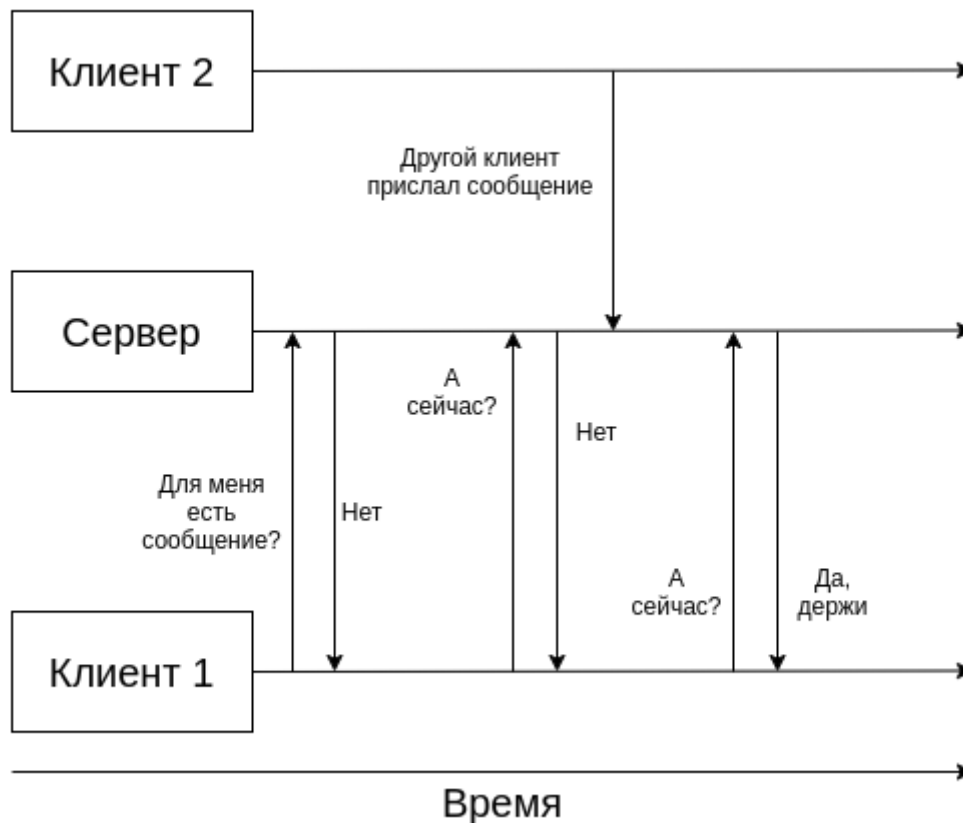 Клиент 2
Другой клиент
прислал сообщение
Сервер
А
сейчас?
Нет
Для меня
есть
сообщение?
Нет
А
сейчас?
Да,
держи
Клиент 1
Время